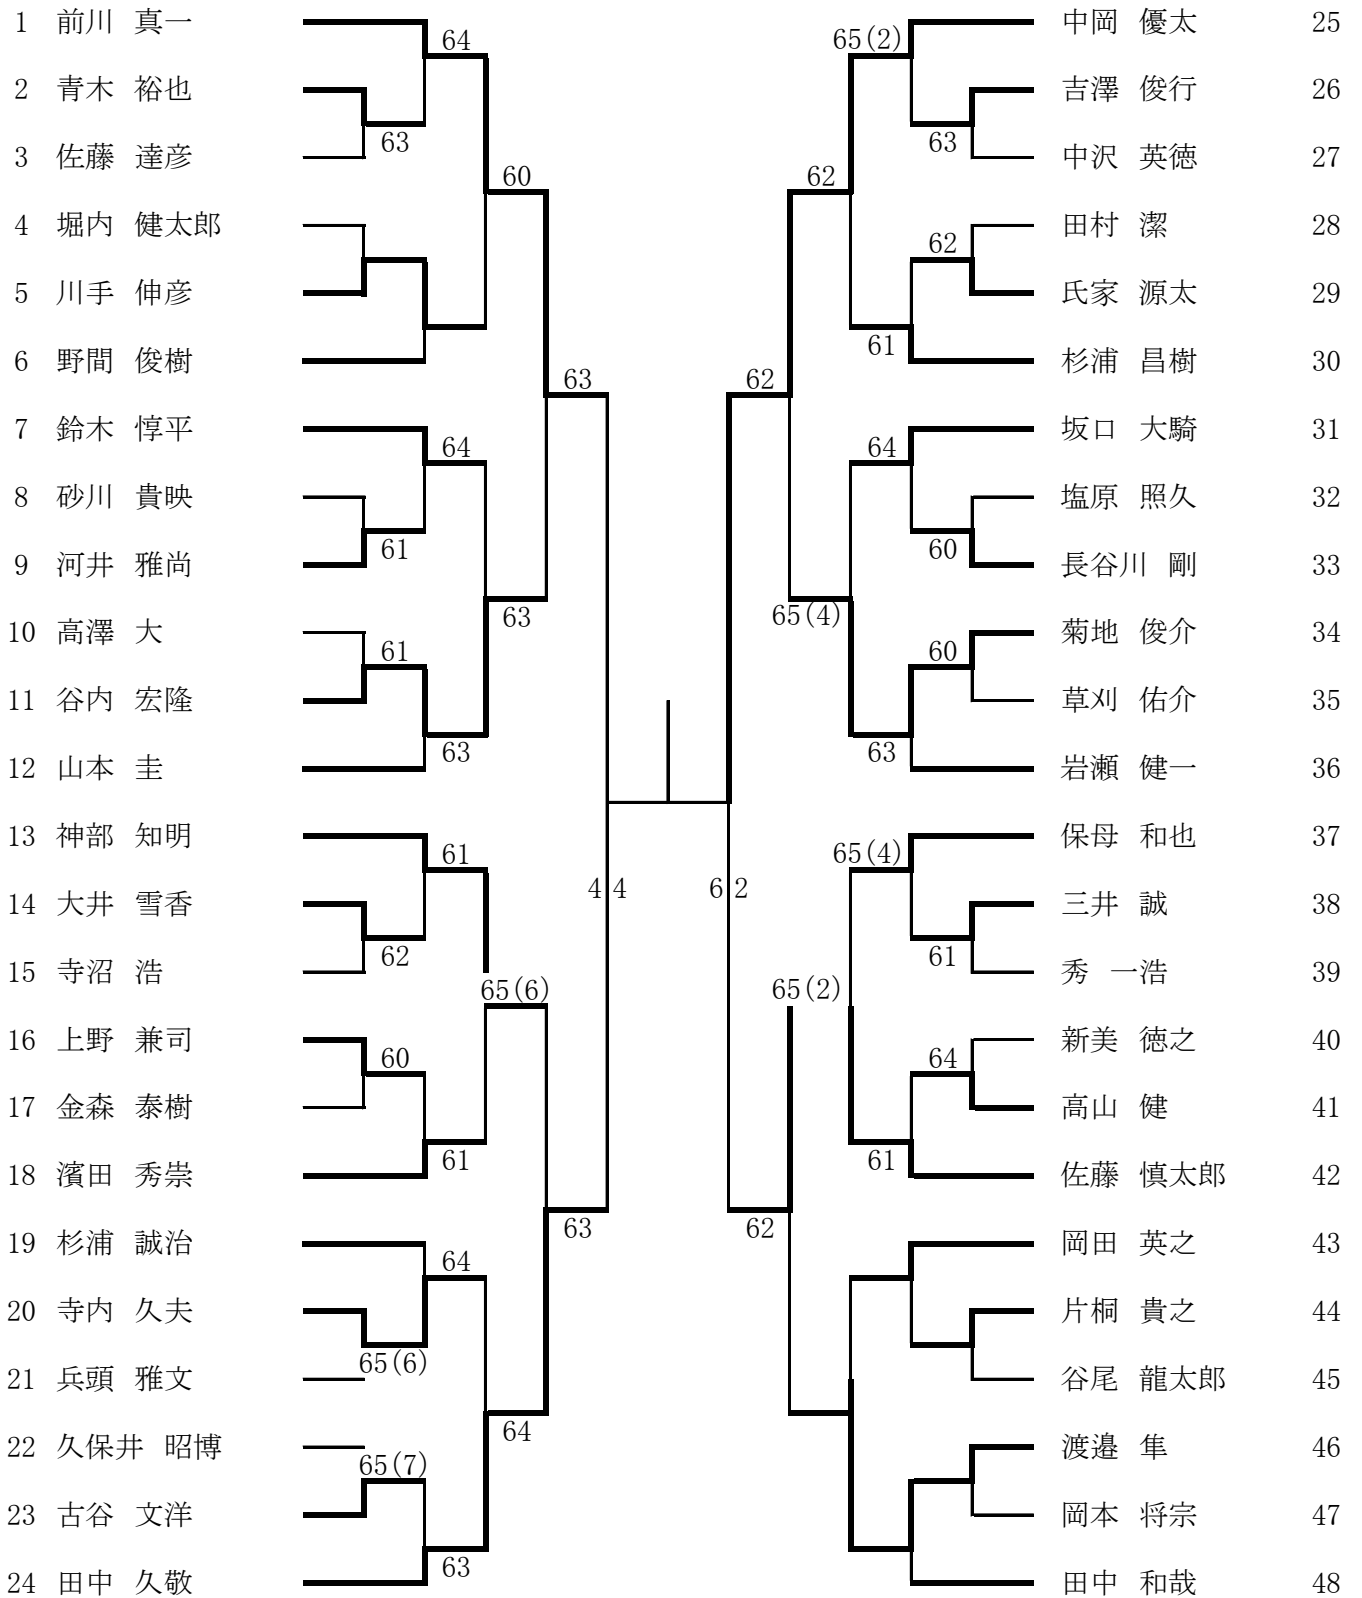 1 前川 真一
2 青木 裕也
3 佐藤 達彦
4 堀内 健太郎
5 川手 伸彦
6 野間 俊樹
7 鈴木 惇平
8 砂川 貴映
9 河井 雅尚
10 高澤 大
11 谷内 宏隆
12 山本 圭
13 神部 知明
14 大井 雪香
15 寺沼 浩
16 上野 兼司
17 金森 泰樹
18 濱田 秀崇
19 杉浦 誠治
20 寺内 久夫
21 兵頭 雅文
22 久保井 昭博
23 古谷 文洋
24 田中 久敬
64
63
60
63
64
61
63
61
63
61
62
65(6)
60
61
63
64
65(6)
64
65(7)
63
44
62
65(2)
63
62
62
61
62
64
60
65(4)
60
63
65(4)
61
65(2)
64
61
62
中岡 優太 25
吉澤 俊行 26
中沢 英徳 27
田村 潔 28
氏家 源太 29
杉浦 昌樹 30
坂口 大騎 31
塩原 照久 32
長谷川 剛 33
菊地 俊介 34
草刈 佑介 35
岩瀬 健一 36
保母 和也 37
三井 誠 38
秀 一浩 39
新美 徳之 40
高山 健 41
佐藤 慎太郎 42
岡田 英之 43
片桐 貴之 44
谷尾 龍太郎 45
渡邉 隼 46
岡本 将宗 47
田中 和哉 48